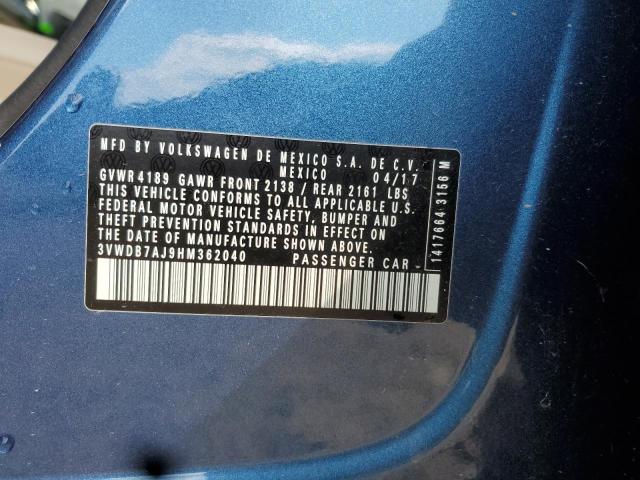 MFD BY VOLKSWAGEN DE MEXICO S.A. DE C.V.
MEXICO 04/17
GVWR 4189 GAWR FRONT 2138 / REAR 2161 LBS
THIS VEHICLE CONFORMS TO ALL APPLICABLE U.S.
FEDERAL MOTOR VEHICLE SAFETY, BUMPER AND
THEFT PREVENTION STANDARDS IN EFFECT ON
THE DATE OF MANUFACTURE SHOWN ABOVE.
3VWDB7AJ9HM362040 PASSENGER CAR
1417664 3156 M